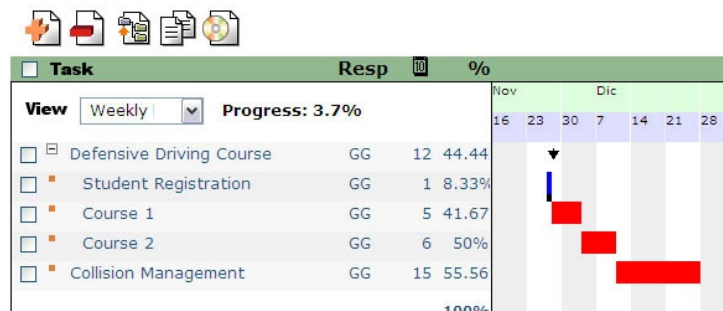 Task Resp 10 %
View Weekly Progress: 3.7%
Nov Dic
16 23 30 7 14 21 28
Defensive Driving Course GG 12 44.44
Student Registration GG 1 8.33%
Course 1 GG 5 41.67
Course 2 GG 6 50%
Collision Management GG 15 55.56
100%